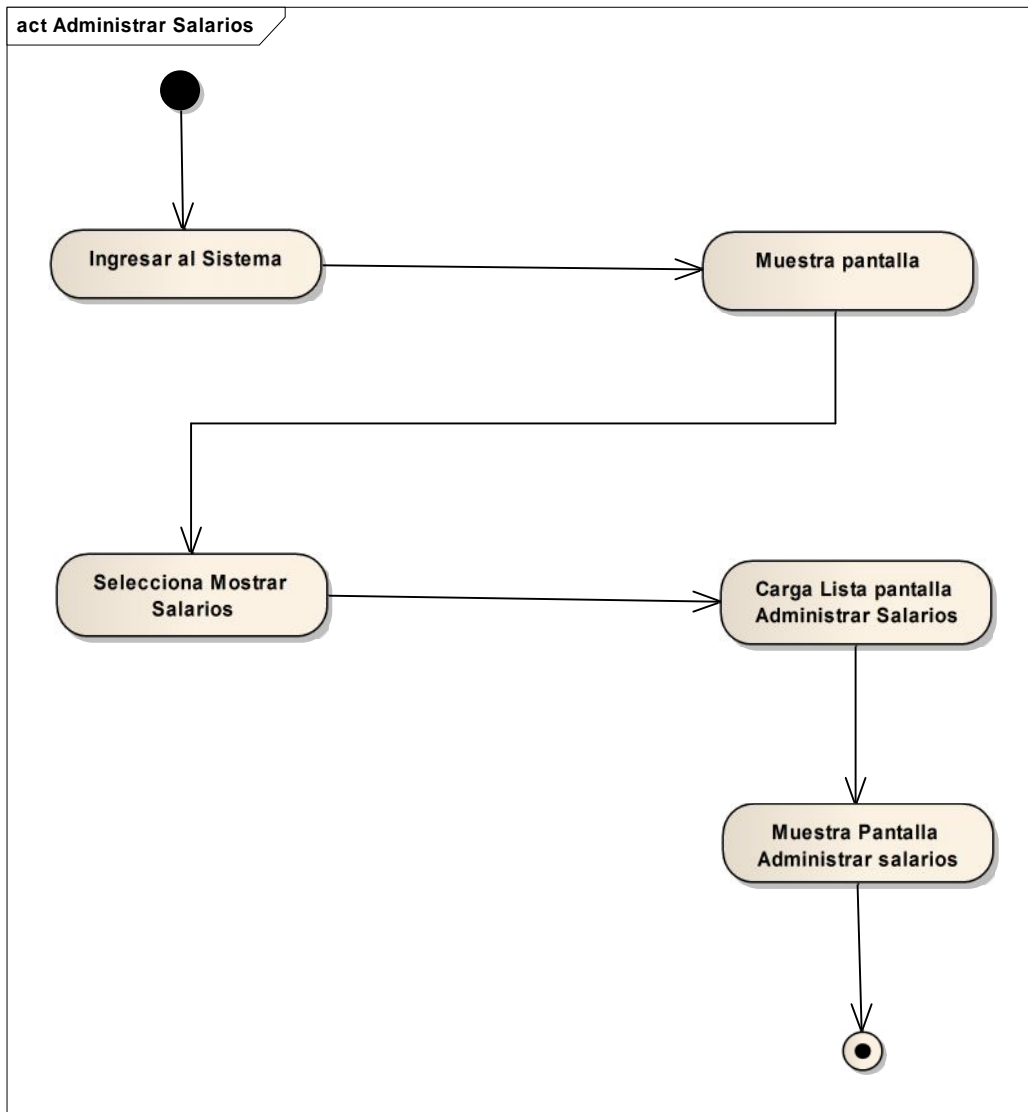 act Administrar Salarios
Ingresar al Sistema
Muestra pantalla
Selecciona Mostrar
Salarios
Carga Lista pantalla
Administrar Salarios
Muestra Pantalla
Administrar salarios